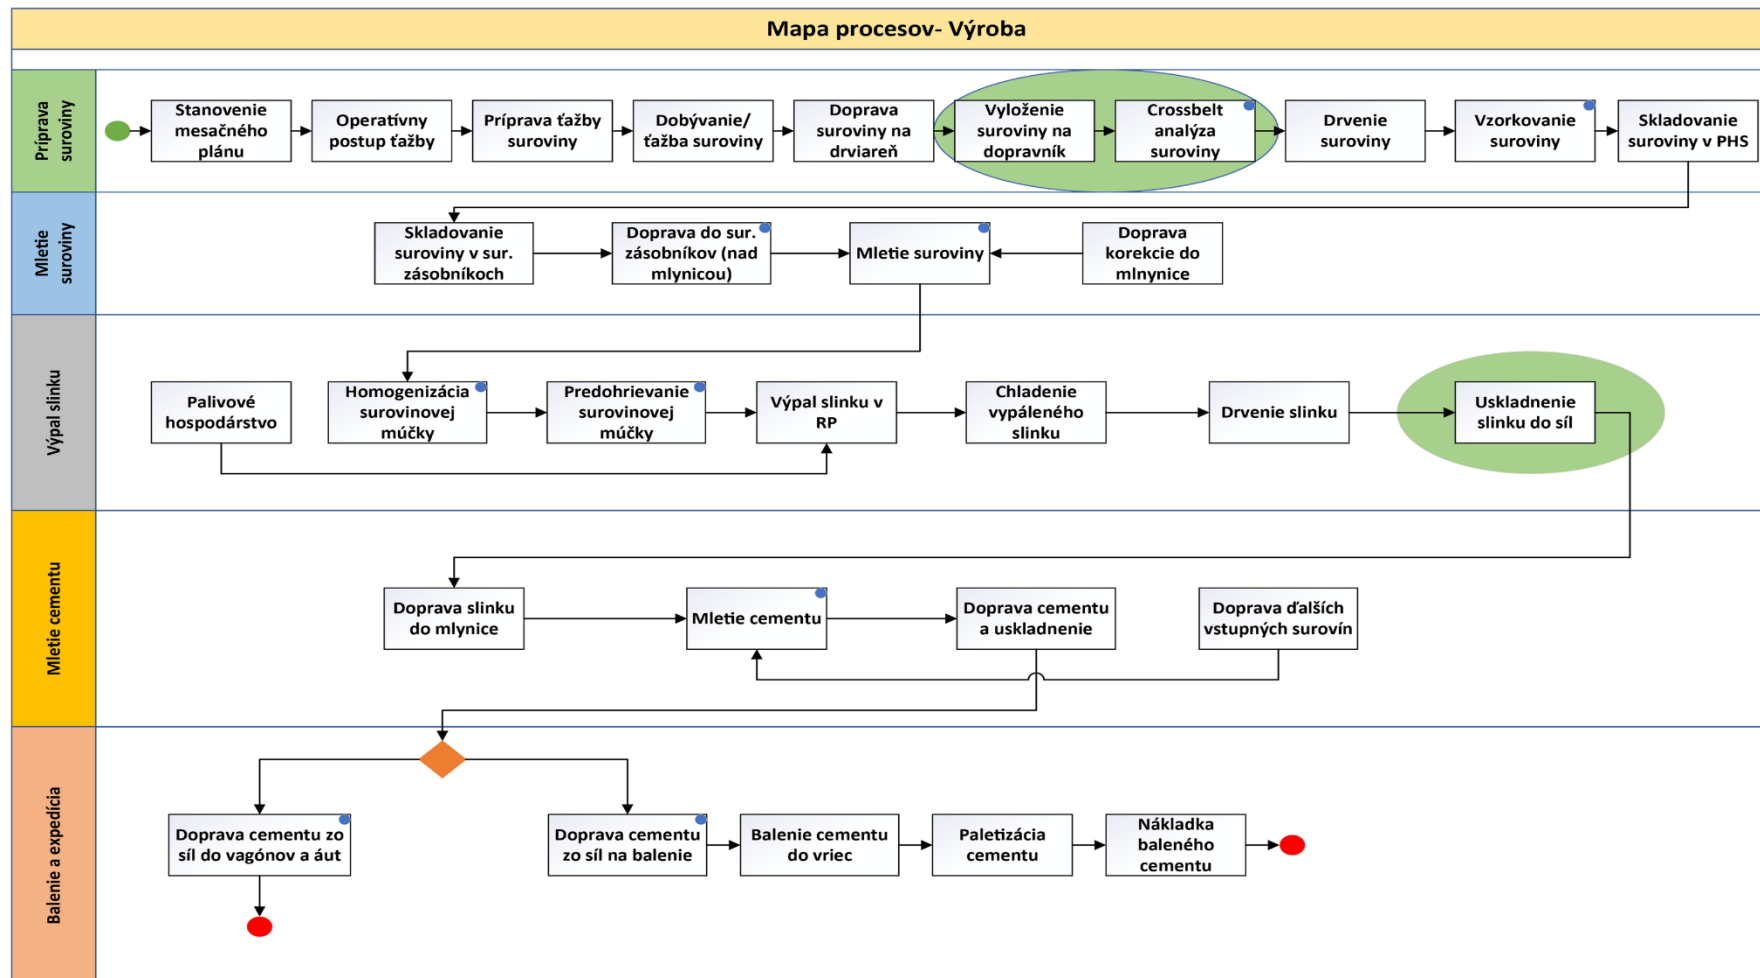 Mapa procesov- Výroba
Príprava
suroviny
Stanovenie
mesačného
plánu
Operatívny
postup ťažby
Príprava ťažby
suroviny
Dobývanie/
ťažba suroviny
Doprava
suroviny na
drviareň
Vyloženie
suroviny na
dopravník
Crossbelt
analýza
suroviny
Drvenie
suroviny
Vzorkovanie
suroviny
Skladovanie
suroviny v PHS
Mletie
suroviny
Skladovanie
suroviny v sur.
zásobníkoch
Doprava do sur.
zásobníkov (nad
mlynicou)
Mletie suroviny
Doprava
korekcie do
mlnynice
Výpal slinku
Palivové
hospodárstvo
Homogenizácia
surovinovej
múčky
Predohrievanie
surovinovej
múčky
Výpal slinku v
RP
Chladenie
vypáleného
slinku
Drvenie slinku
Uskladnenie
slinku do síl
Mletie cementu
Doprava slinku
do mlynice
Mletie cementu
Doprava cementu
a uskladnenie
Doprava ďalších
vstupných surovín
Balenie a expedícia
Doprava cementu zo
síl do vagónov a áut
Doprava cementu
zo síl na balenie
Balenie cementu
do vriec
Paletizácia
cementu
Nákladka
baleného
cementu